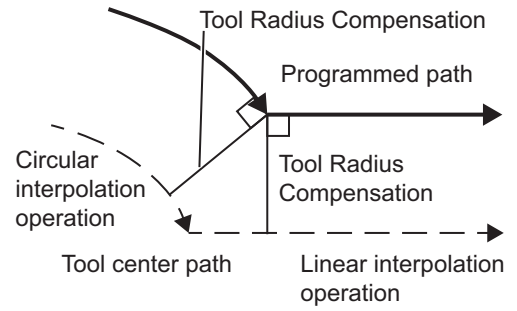 Tool Radius Compensation
Programmed path
Circular
interpolation
operation
Tool Radius
Compensation
Tool center path
Linear interpolation
operation